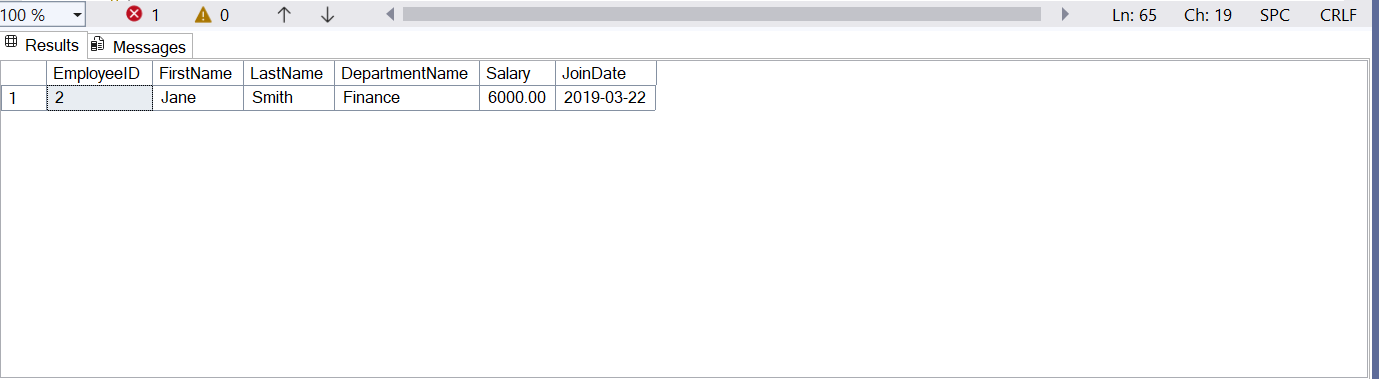 100 % 1 0 Ln: 65 Ch: 19 SPC CRLF
Results Messages
EmployeeID FirstName LastName DepartmentName Salary JoinDate
1 2 Jane Smith Finance 6000.00 2019-03-22